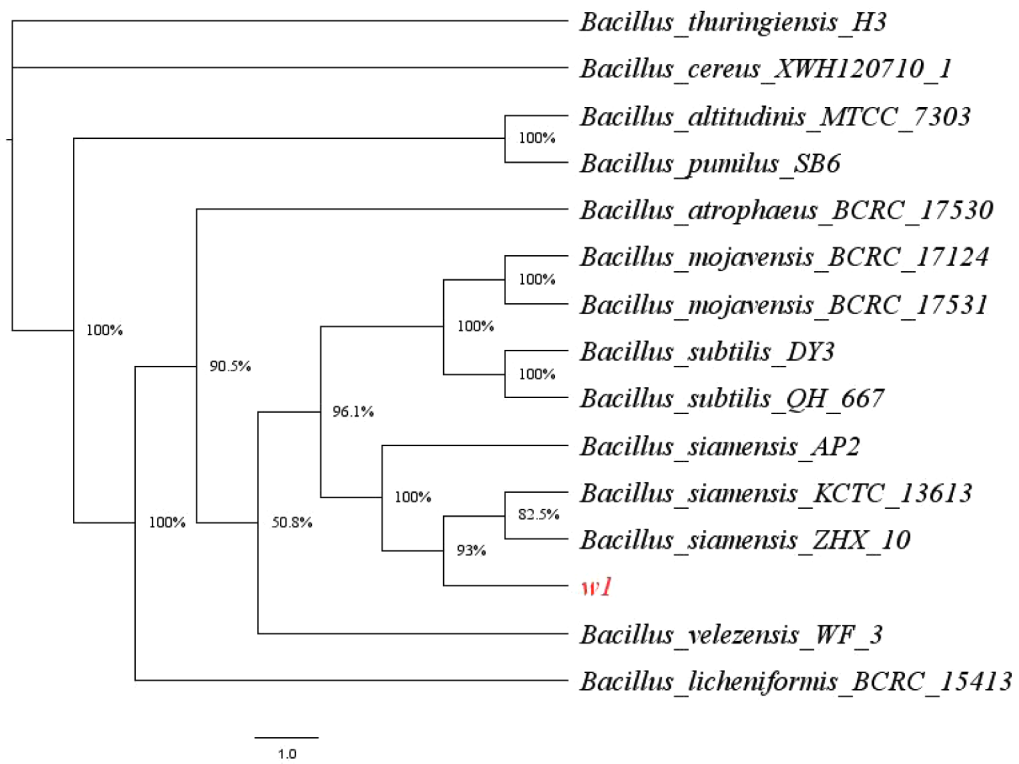 Bacillus_thuringiensis_H3
Bacillus_cereus_XWH120710_1
Bacillus_altitudinis_MTCC_7303
100%
Bacillus_pumilus_SB6
Bacillus_atrophaeus_BCRC_17530
Bacillus_mojavensis_BCRC_17124
100%
Bacillus_mojavensis_BCRC_17531
100%
100%
Bacillus_subtilis_DY3
90.5%
100%
Bacillus_subtilis_QH_667
96.1%
Bacillus_siamensis_AP2
100%
Bacillus_siamensis_KCTC_13613
82.5%
100%
50.8%
Bacillus_siamensis_ZHX_10
93%
w1
Bacillus_velezensis_WF_3
Bacillus_licheniformis_BCRC_15413
1.0